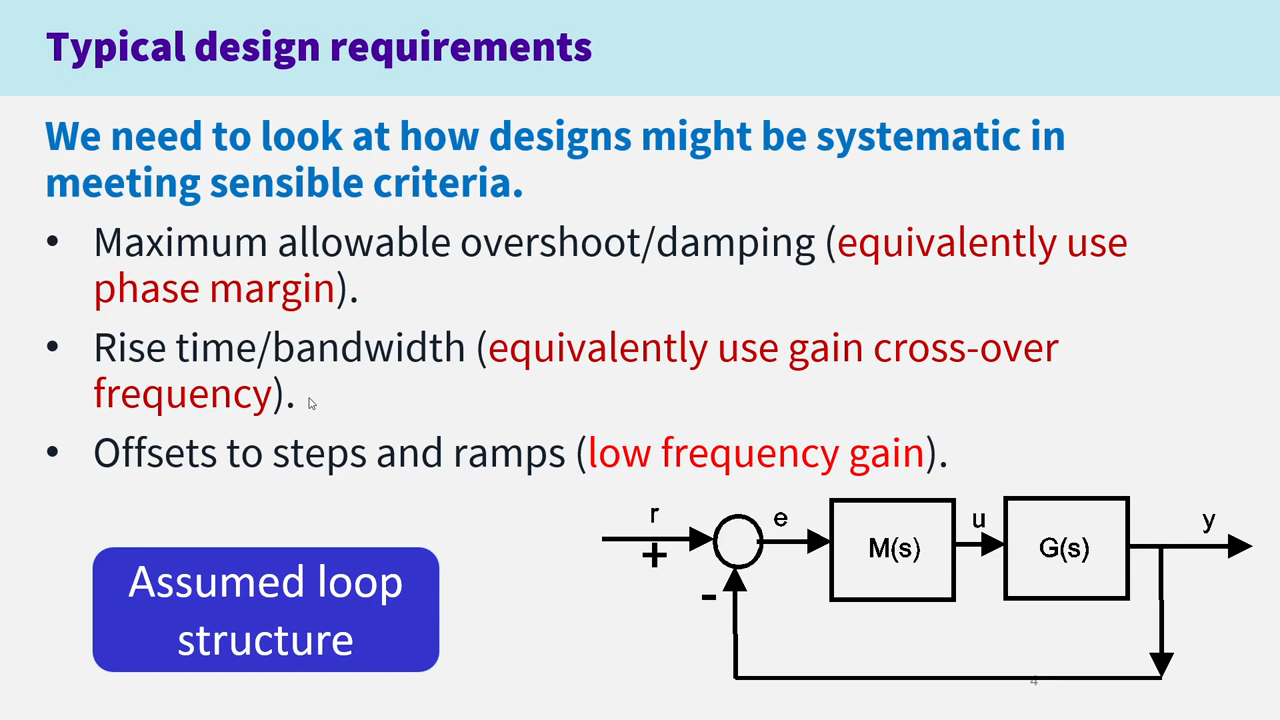 Typical design requirements
We need to look at how designs might be systematic in
meeting sensible criteria.
• Maximum allowable overshoot/damping (equivalently use
phase margin).
• Rise time/bandwidth (equivalently use gain cross-over
frequency).
• Offsets to steps and ramps (low frequency gain).
r
e
u
y
+
M(s)
G(s)
-
Assumed loop
structure
4